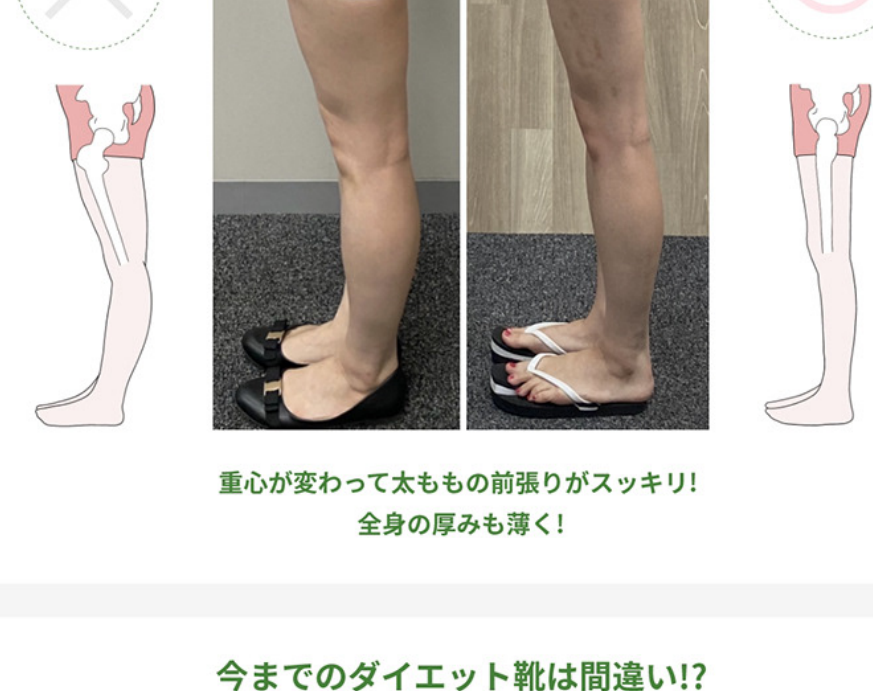 重心が変わって太ももの前張りがスッキリ!
全身の厚みも薄く!
今までのダイエット靴は間違い!?